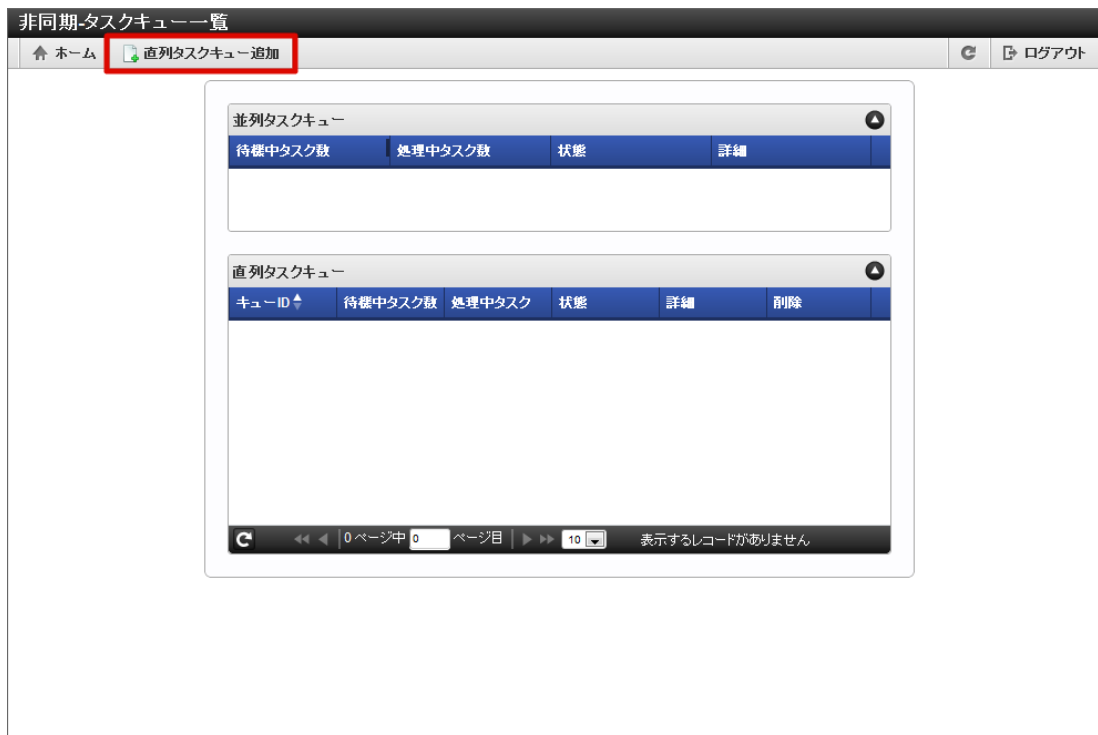 非同期-タスクキュー一覧
ホーム 直列タスクキュー追加 ログアウト
並列タスクキュー
待機中タスク数 処理中タスク数 状態 詳細
直列タスクキュー
キューID 待機中タスク数 処理中タスク 状態 詳細 削除
0 ページ中 0 ページ目 10 表示するレコードがありません